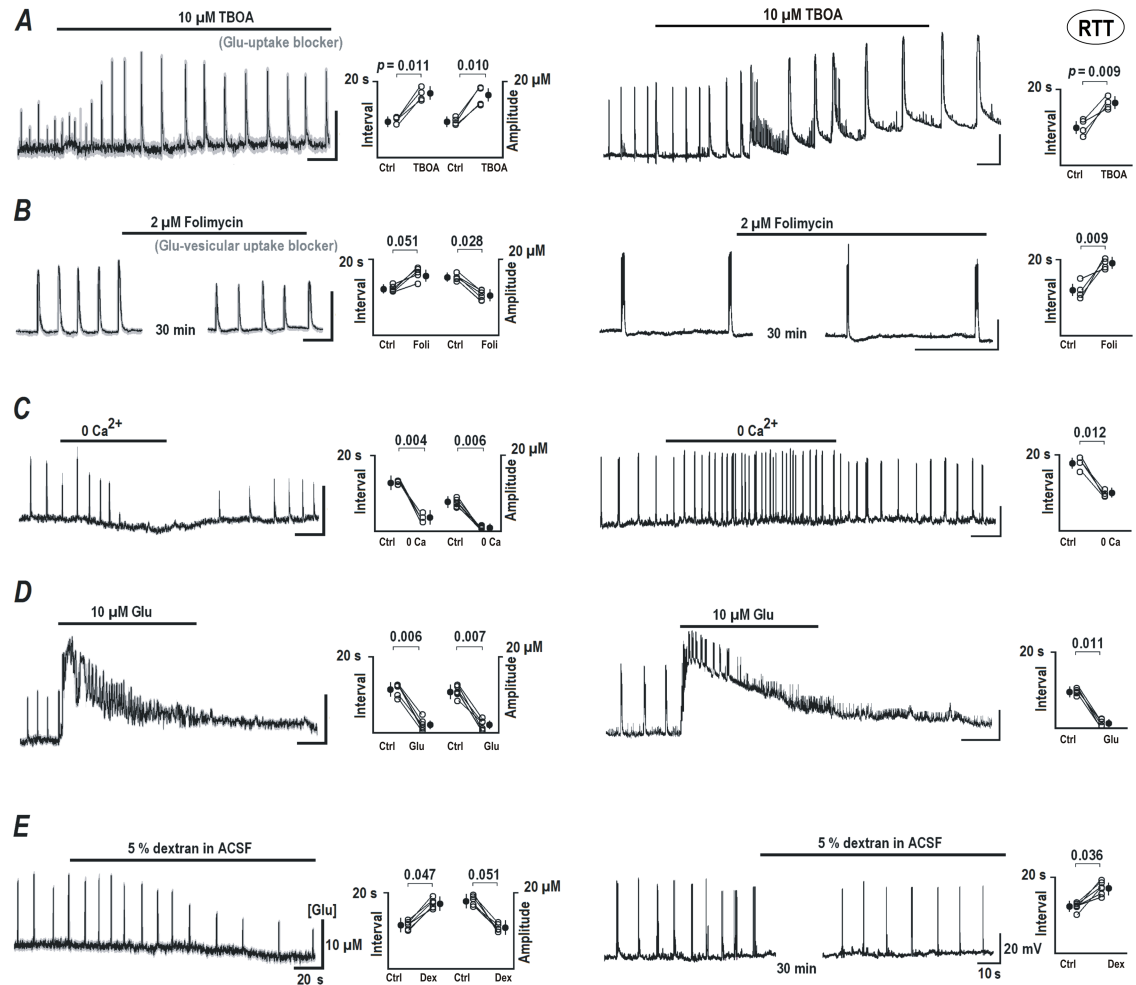 A
10 µM TBOA
(Glu-uptake blocker)
p = 0.011
0.010
20 s
20 µM
Interval
Amplitude
Ctrl
TBOA
Ctrl
TBOA
10 µM TBOA
RTT
p = 0.009
20 s
Interval
Ctrl
TBOA
B
2 µM Folimycin
(Glu-vesicular uptake blocker)
30 min
0.051
0.028
20 s
20 µM
Interval
Amplitude
Ctrl
Foli
Ctrl
Foli
2 µM Folimycin
30 min
0.009
20 s
Interval
Ctrl
Foli
C
0 Ca2+
0.004
0.006
20 s
20 µM
Interval
Amplitude
Ctrl
0 Ca
Ctrl
0 Ca
0 Ca2+
0.012
20 s
Interval
Ctrl
0 Ca
D
10 µM Glu
0.006
0.007
20 s
20 µM
Interval
Amplitude
Ctrl
Glu
Ctrl
Glu
10 µM Glu
0.011
20 s
Interval
Ctrl
Glu
E
5 % dextran in ACSF
[Glu]
10 µM
20 s
0.047
0.051
20 s
20 µM
Interval
Amplitude
Ctrl
Dex
Ctrl
Dex
5 % dextran in ACSF
30 min
20 mV
10 s
0.036
20 s
Interval
Ctrl
Dex